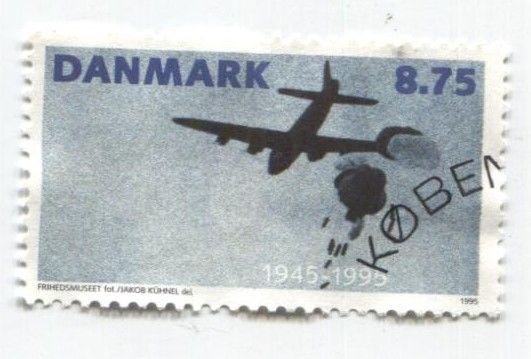 DANMARK 8.75
KØBEN
1945-1995
FRIHEDSMUSEET fot./JAKOB KÜHNEL del. 1995